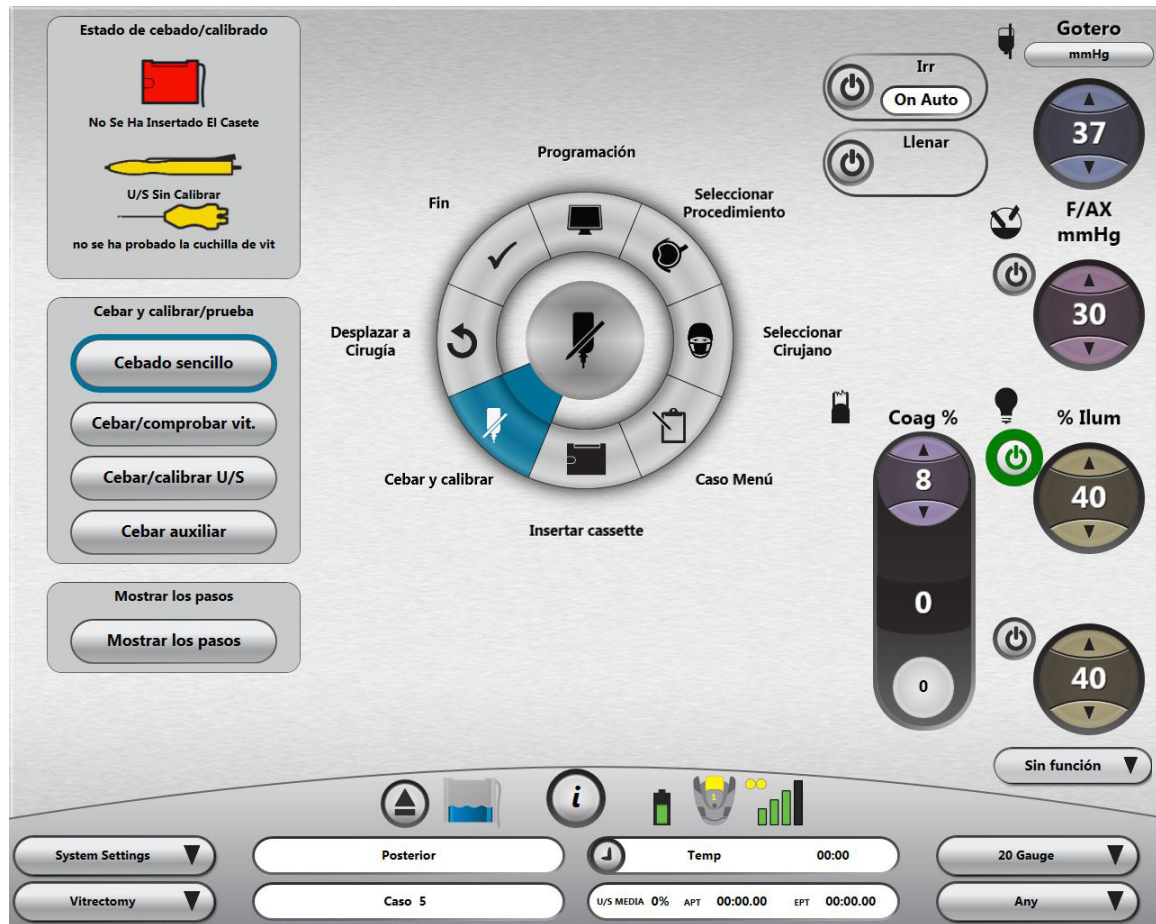 Estado de cebado/calibrado
No Se Ha Insertado El Casete
U/S Sin Calibrar
no se ha probado la cuchilla de vit
Cebar y calibrar/prueba
Cebado sencillo
Cebar/comprobar vit.
Cebar/calibrar U/S
Cebar auxiliar
Mostrar los pasos
Mostrar los pasos
Programación
Seleccionar
Procedimiento
Fin
Desplazar a
Cirugía
Seleccionar
Cirujano
Cebar y calibrar
Caso Menú
Insertar cassette
Irr
On Auto
Llenar
Gotero
mmHg
37
F/AX
mmHg
30
Coag %
8
0
0
% Ilum
40
40
Sin función
i
1
System Settings
Posterior
Temp 00:00
20 Gauge
Vitrectomy
Caso 5
U/S MEDIA 0% APT 00:00.00 EPT 00:00.00
Any